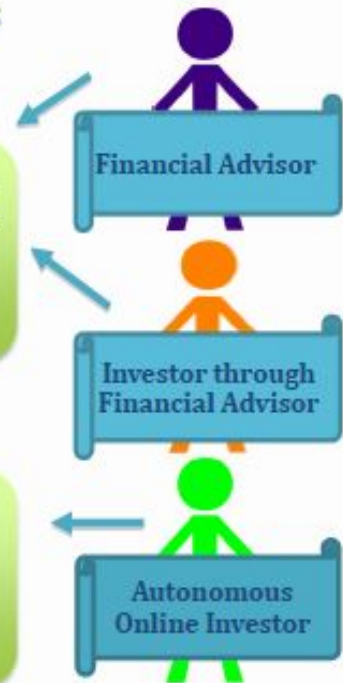 Financial Advisor
Investor through
Financial Advisor
Autonomous
Online Investor